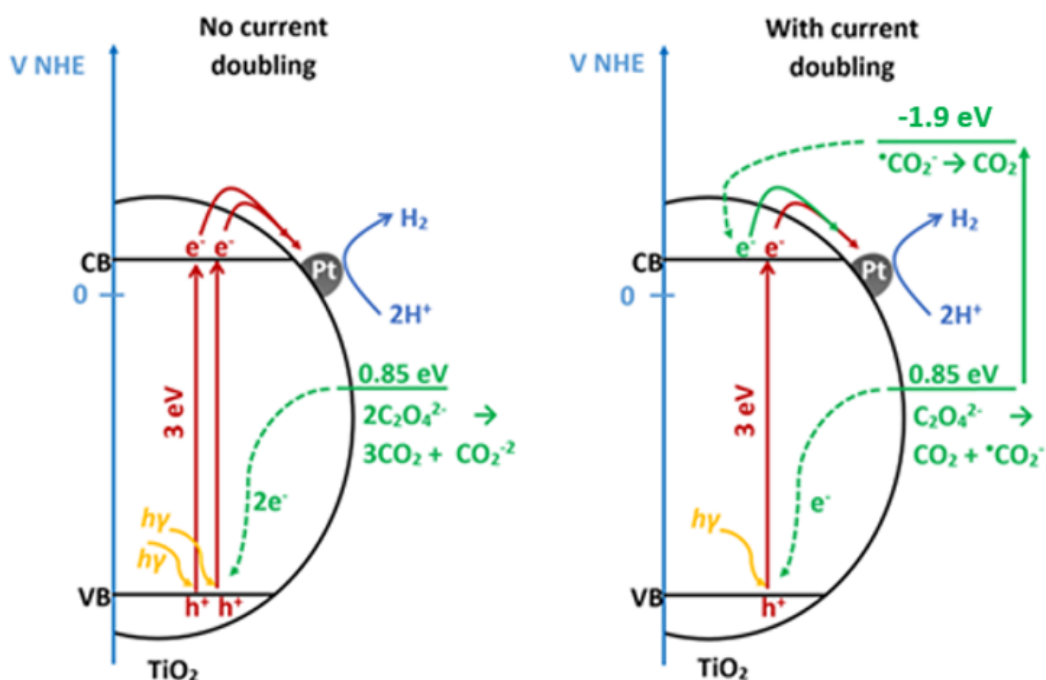 No current
doubling
V NHE
e⁻ e⁻
H₂
CB
Pt
0
2H⁺
3 eV
0.85 eV
2C₂O₄²⁻ →
3CO₂ + CO₂⁻²
2e⁻
hγ
hγ
VB
h⁺ h⁺
TiO₂
With current
doubling
V NHE
-1.9 eV
•CO₂⁻ → CO₂
e⁻ e⁻
H₂
CB
Pt
0
2H⁺
3 eV
0.85 eV
C₂O₄²⁻ →
CO₂ + •CO₂⁻
e⁻
hγ
VB
h⁺
TiO₂